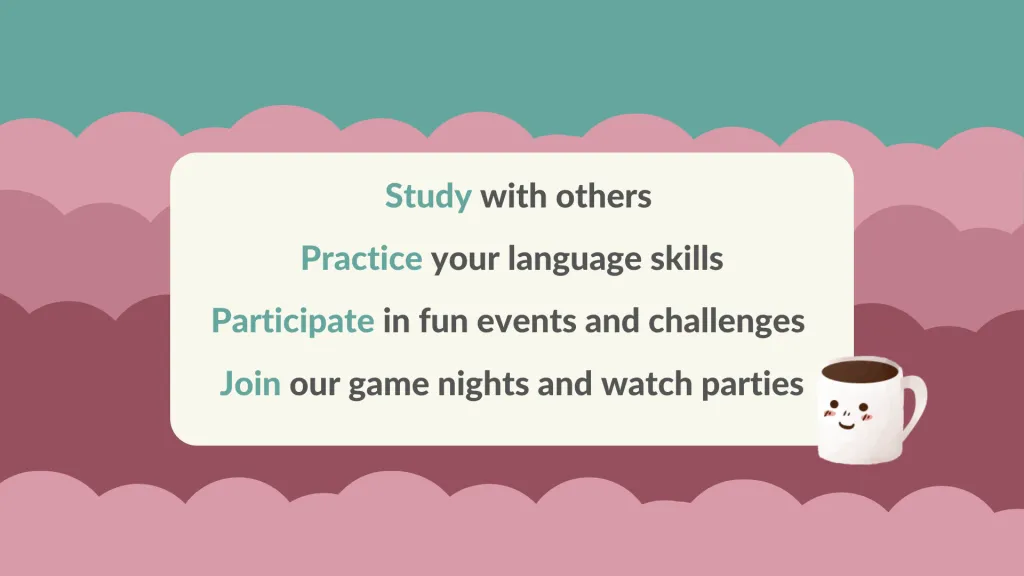 Study with others
Practice your language skills
Participate in fun events and challenges
Join our game nights and watch parties